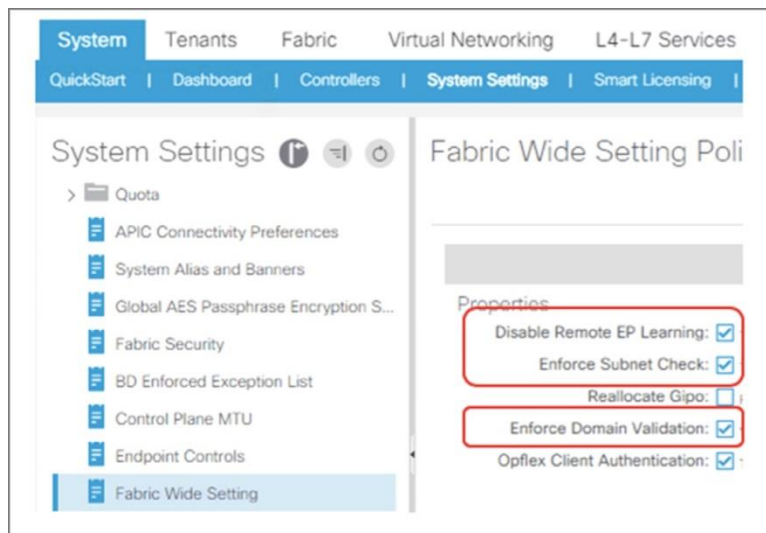 System Tenants Fabric Virtual Networking L4-L7 Services
QuickStart | Dashboard | Controllers | System Settings | Smart Licensing |
System Settings
Fabric Wide Setting Poli
Quota
APIC Connectivity Preferences
System Alias and Banners
Global AES Passphrase Encryption S...
Fabric Security
BD Enforced Exception List
Control Plane MTU
Endpoint Controls
Fabric Wide Setting
Properties
Disable Remote EP Learning:
Enforce Subnet Check:
Reallocate Gipo:
Enforce Domain Validation:
Opflex Client Authentication: